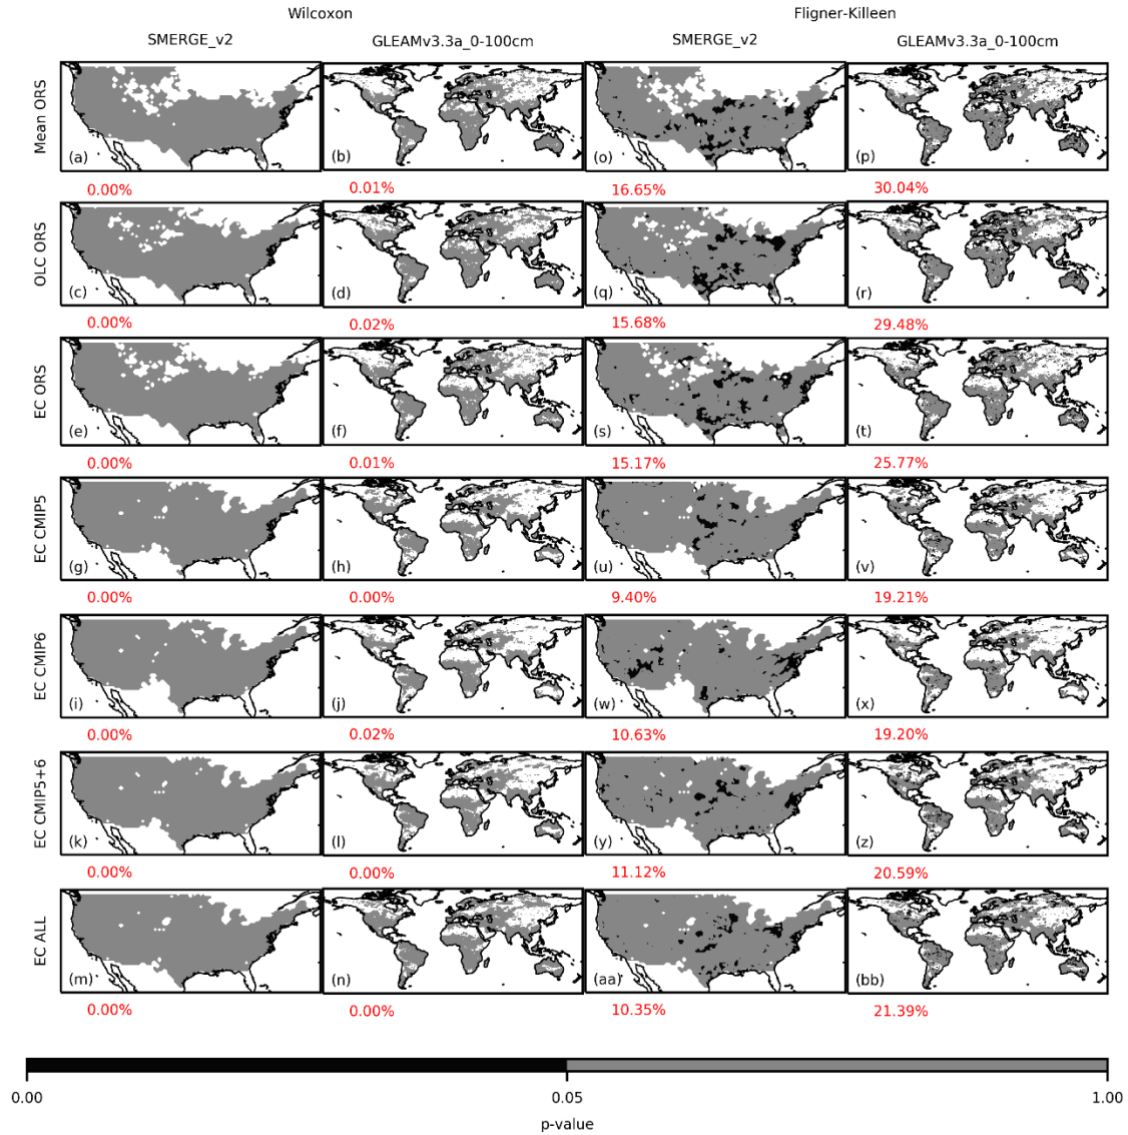 Wilcoxon Fligner-Killeen
SMERGE_v2 GLEAMv3.3a_0-100cm SMERGE_v2 GLEAMv3.3a_0-100cm
Mean ORS
(a) (b) (o) (p)
0.00% 0.01% 16.65% 30.04%
OLC ORS
(c) (d) (q) (r)
0.00% 0.02% 15.68% 29.48%
EC ORS
(e) (f) (s) (t)
0.00% 0.01% 15.17% 25.77%
EC CMIP5
(g) (h) (u) (v)
0.00% 0.00% 9.40% 19.21%
EC CMIP6
(i) (j) (w) (x)
0.00% 0.02% 10.63% 19.20%
EC CMIP5+6
(k) (l) (y) (z)
0.00% 0.00% 11.12% 20.59%
EC ALL
(m) (n) (aa) (bb)
0.00% 0.00% 10.35% 21.39%
0.00 0.05 1.00
p-value